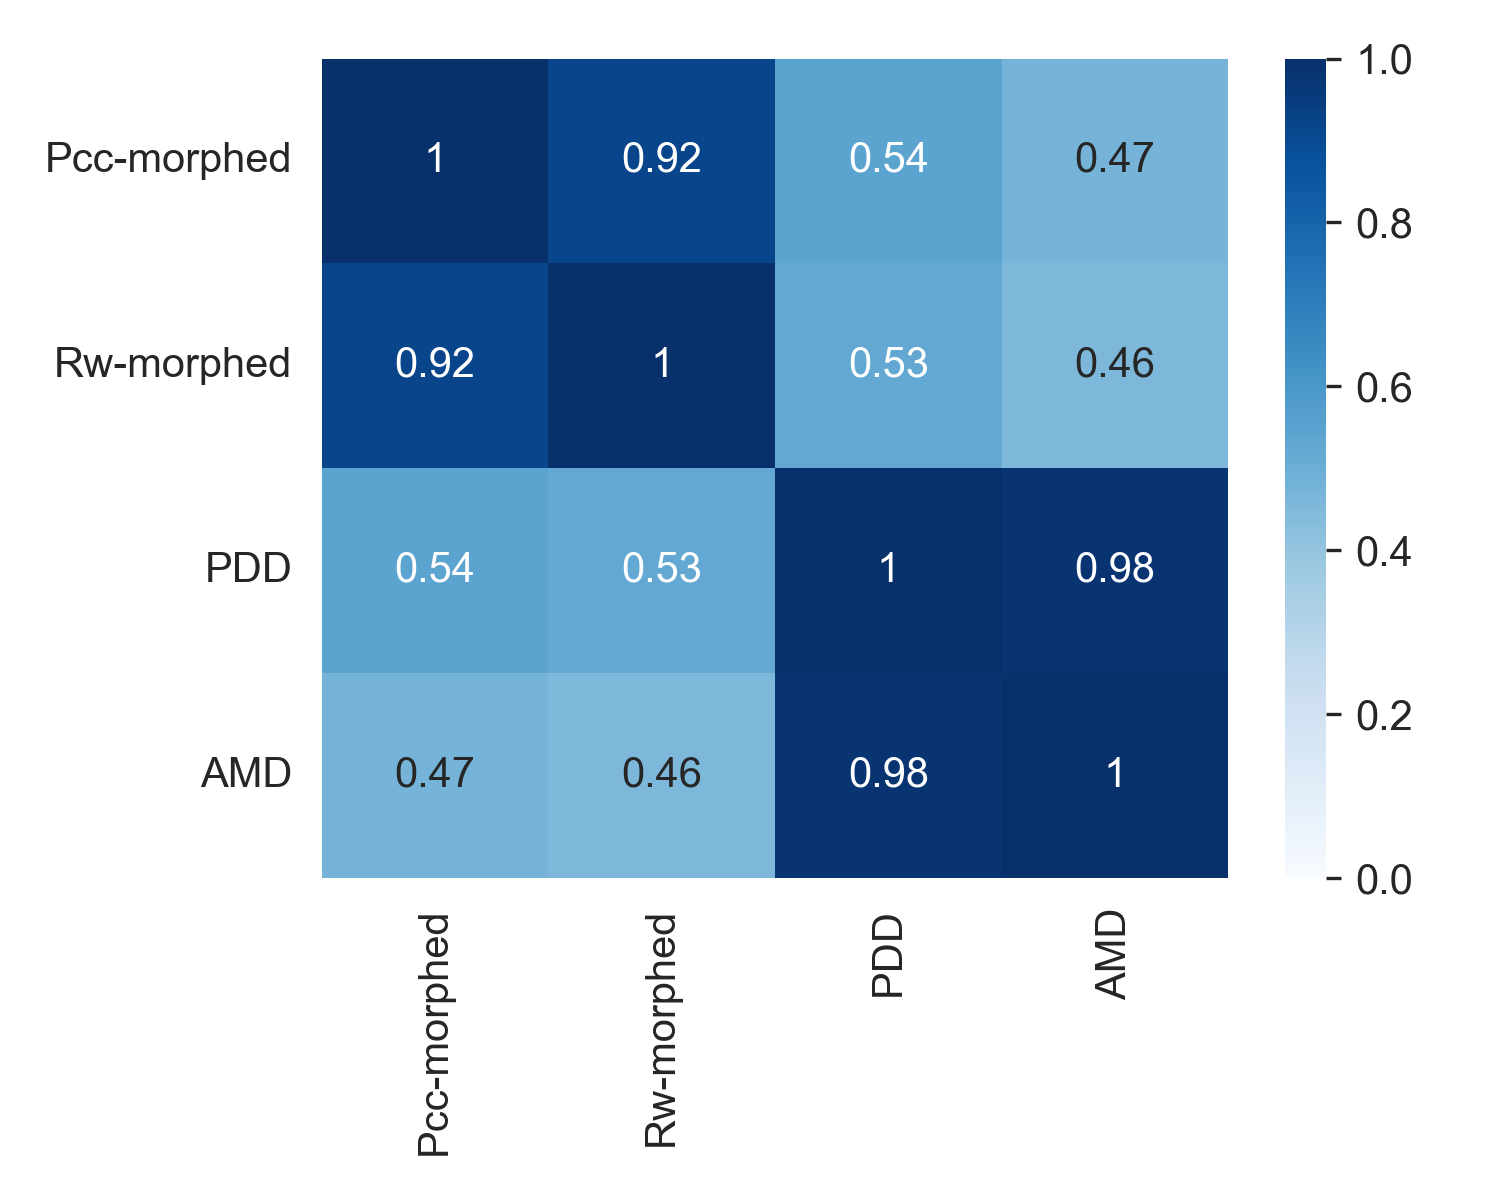 Pcc-morphed 1 0.92 0.54 0.47
Rw-morphed 0.92 1 0.53 0.46
PDD 0.54 0.53 1 0.98
AMD 0.47 0.46 0.98 1
Pcc-morphed
Rw-morphed
PDD
AMD
1.0
0.8
0.6
0.4
0.2
0.0